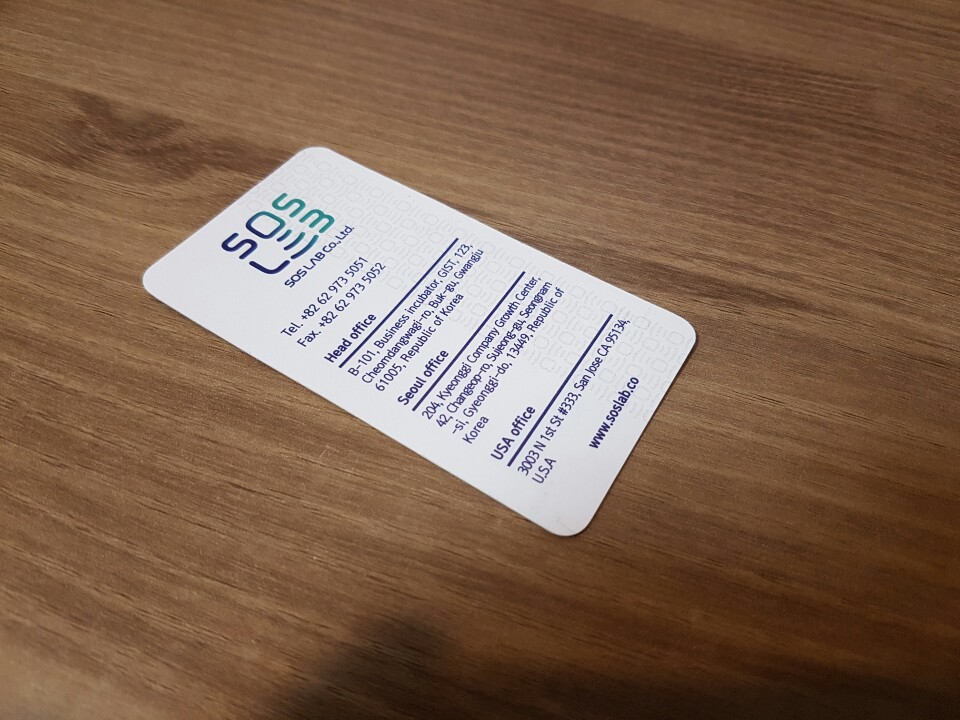 SOS
LAB
SOS LAB Co., Ltd.
Tel. +82 62 973 5051
Fax. +82 62 973 5052
Head office
B-101, Business incubator, GIST, 123,
Cheomdangwagi-ro, Buk-gu, Gwangju
61005, Republic of Korea
Seoul office
204, Kyeonggi Company Growth Center,
42, Changeop-ro, Sujeong-gu, Seongnam
-si, Gyeonggi-do, 13449, Republic of
Korea
USA office
3003 N 1st St #333, San Jose CA 95134,
U.S.A
www.soslab.co